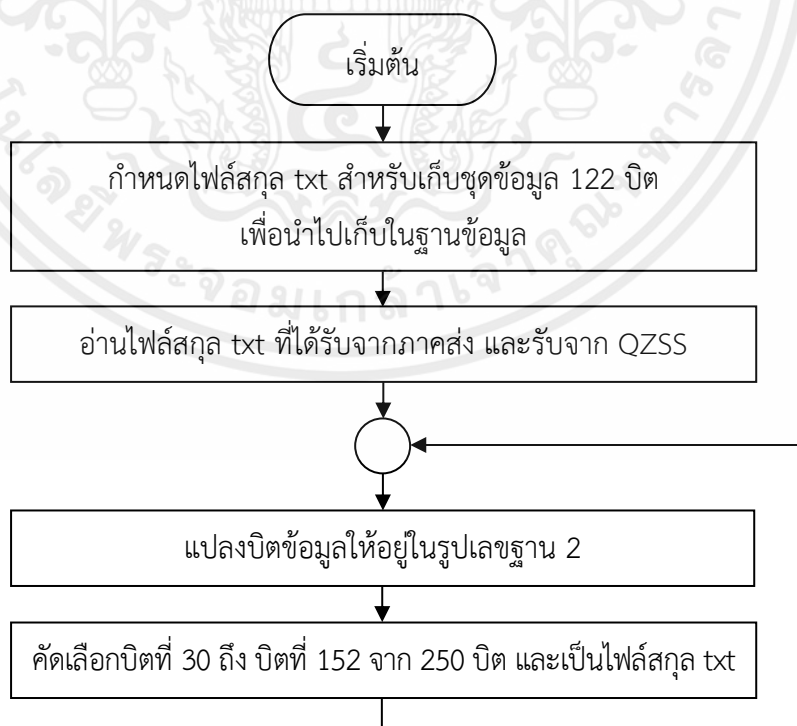 เริ่มต้น
กำหนดไฟล์สกุล txt สำหรับเก็บชุดข้อมูล 122 บิต
เพื่อนำไปเก็บในฐานข้อมูล
อ่านไฟล์สกุล txt ที่ได้รับจากภาคส่ง และรับจาก QZSS
แปลงบิตข้อมูลให้อยู่ในรูปเลขฐาน 2
คัดเลือกบิตที่ 30 ถึง บิตที่ 152 จาก 250 บิต และเป็นไฟล์สกุล txt